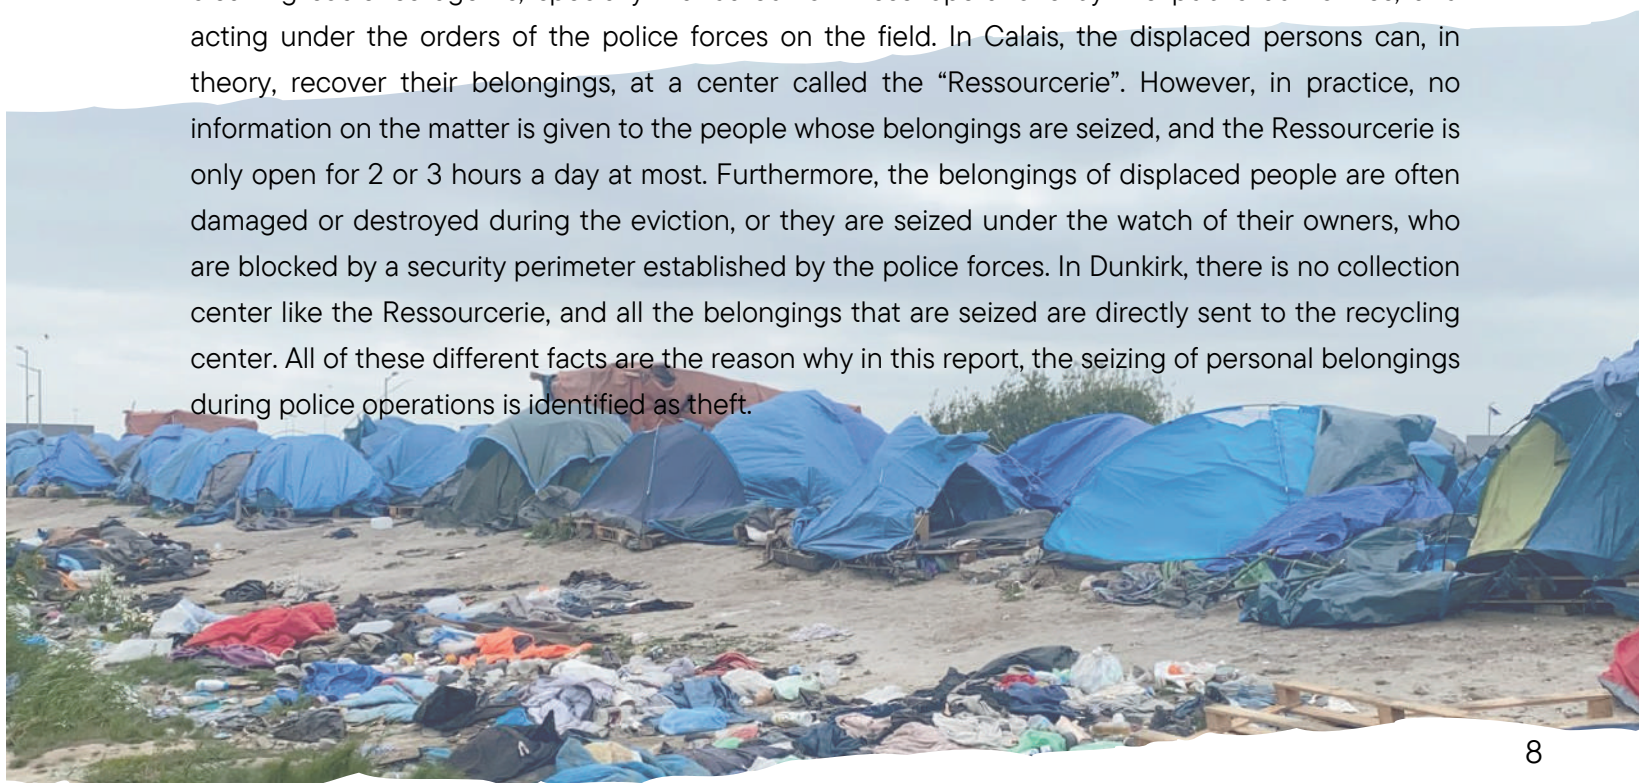 acting under the orders of the police forces on the field. In Calais, the displaced persons can, in
theory, recover their belongings, at a center called the “Ressourcerie”. However, in practice, no
information on the matter is given to the people whose belongings are seized, and the Ressourcerie is
only open for 2 or 3 hours a day at most. Furthermore, the belongings of displaced people are often
damaged or destroyed during the eviction, or they are seized under the watch of their owners, who
are blocked by a security perimeter established by the police forces. In Dunkirk, there is no collection
center like the Ressourcerie, and all the belongings that are seized are directly sent to the recycling
center. All of these different facts are the reason why in this report, the seizing of personal belongings
during police operations is identified as theft.
8